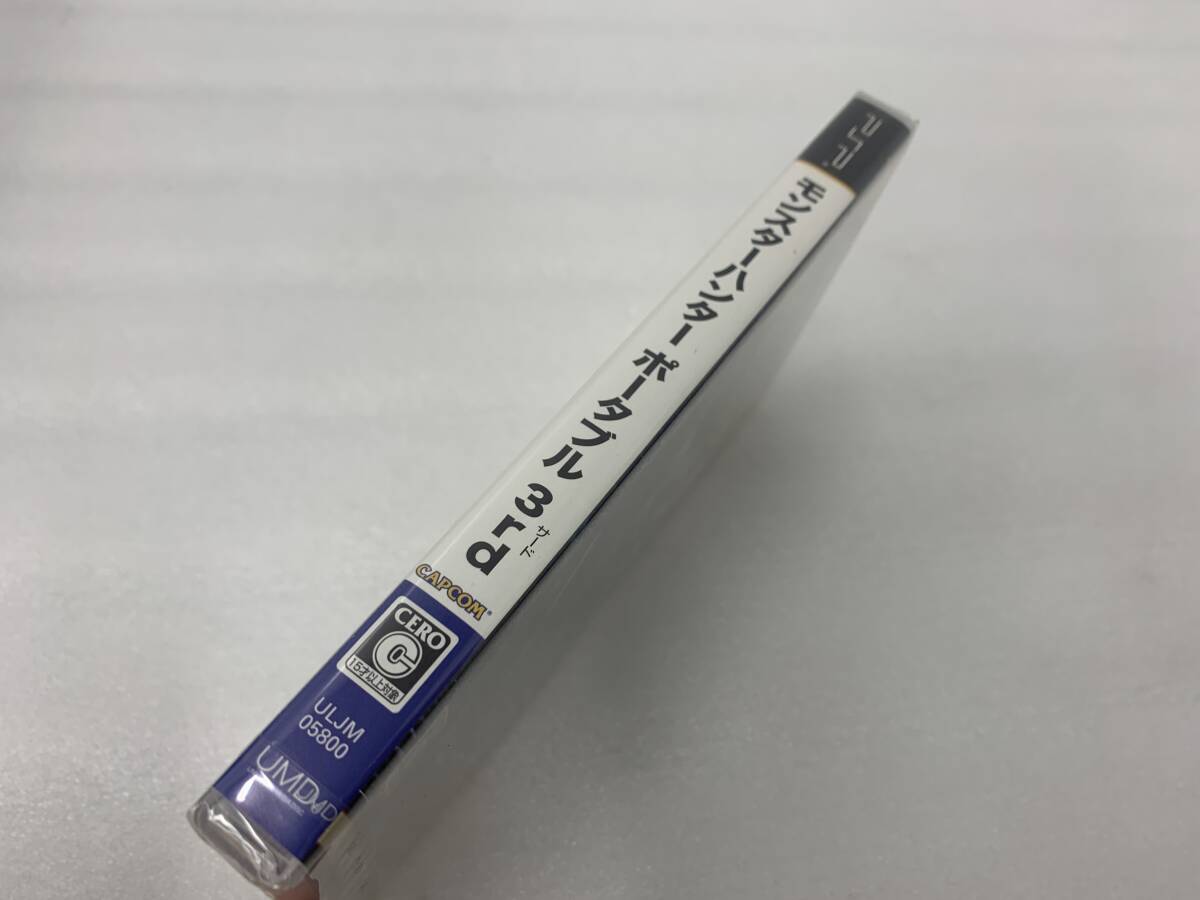 PSP
モンスターハンター ポータブル 3rd
サード
CAPCOM®
CERO
C
15才以上対象
ULJM
05800
UMD